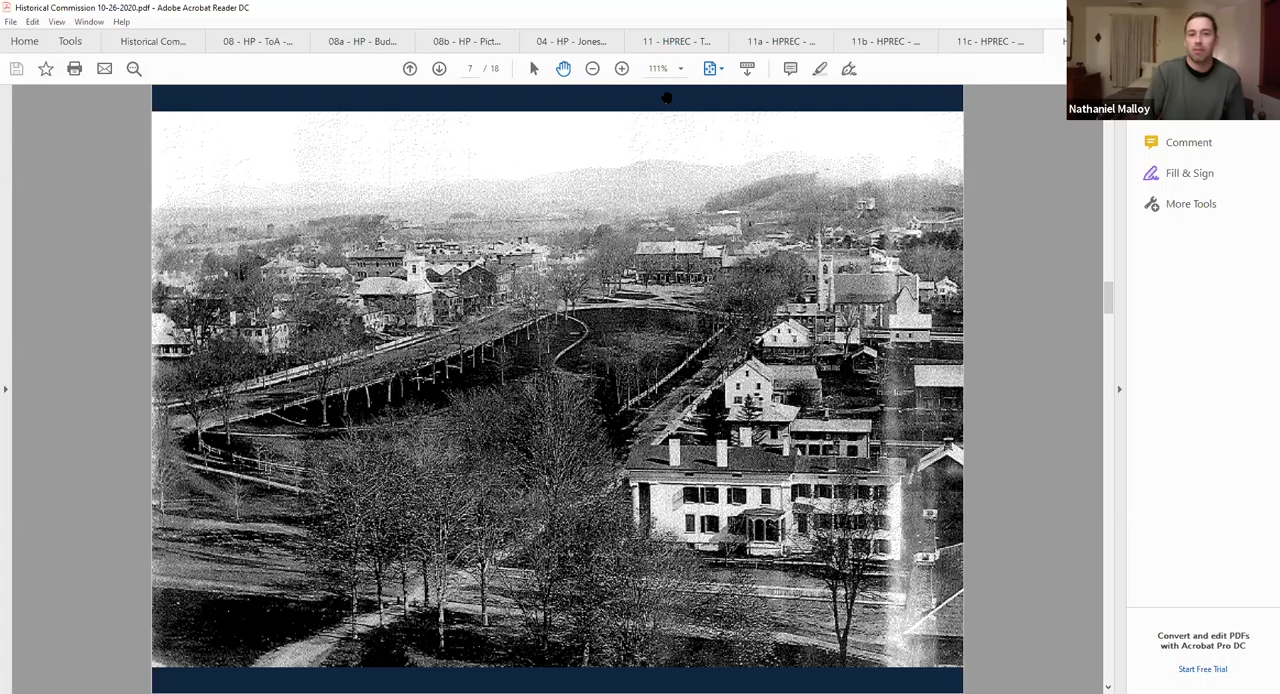 Historical Commission 10-26-2020.pdf - Adobe Acrobat Reader DC
File Edit View Window Help
Home Tools Historical Com... 08 - HP - ToA -... 08a - HP - Bud... 08b - HP - Pict... 04 - HP - Jones... 11 - HPREC - T... 11a - HPREC - ... 11b - HPREC - ... 11c - HPREC - ...
7 / 18 111%
Nathaniel Malloy
Comment
Fill & Sign
More Tools
Convert and edit PDFs
with Acrobat Pro DC
Start Free Trial